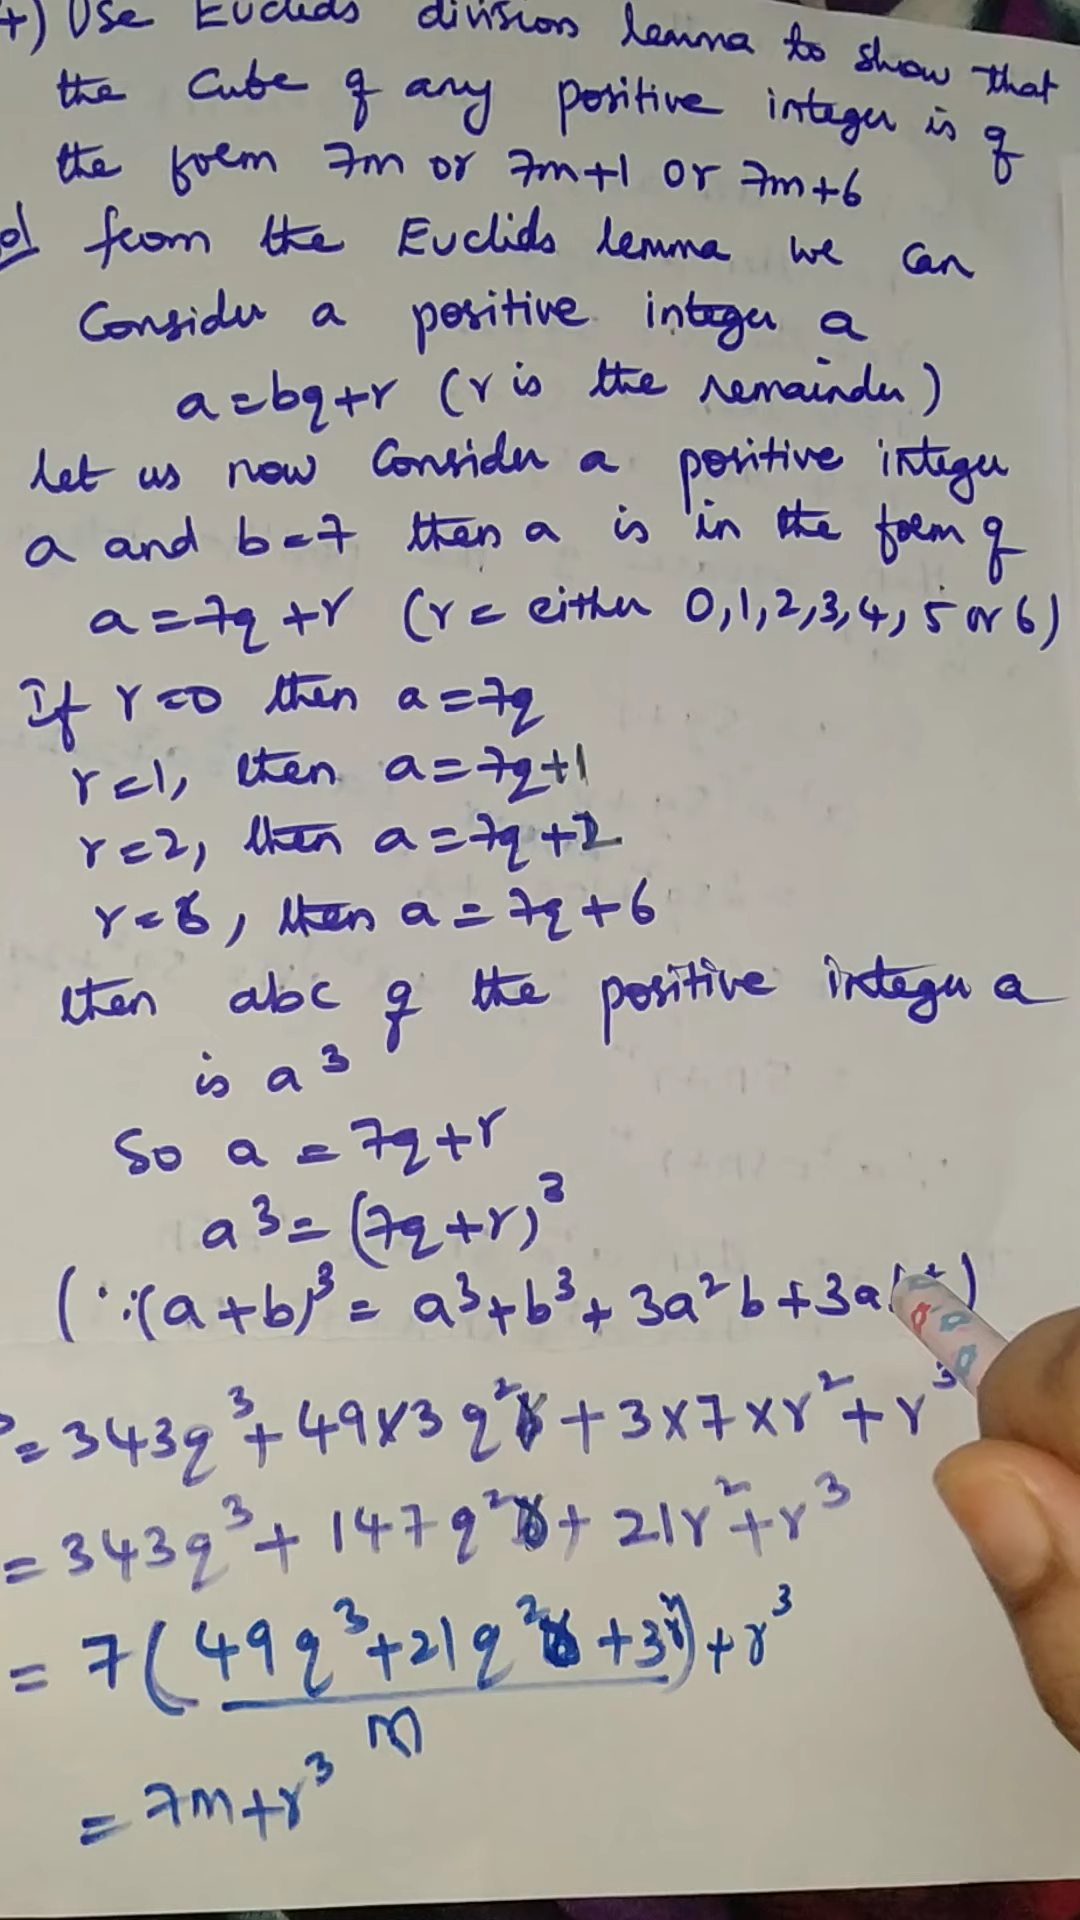 4) Use Euclids division lemma to show that
the Cube of any positive integer is of
the form 7m or 7m+1 or 7m+6
from the Euclids lemma we can
Consider a positive integer a
a=bq+r (r is the remainder)
let us now Consider a positive integer
a and b=7 then a is in the form of
a=7q+r (r= either 0,1,2,3,4,5 or 6)
If r=0 then a=7q
r=1, then a=7q+1
r=2, then a=7q+2
r=6, then a=7q+6
then abc of the positive integer a
is a³
So a = 7q+r
a³= (7q+r)³
(∵(a+b)³= a³+b³+3a²b+3a
=343q³+49x3q²r+3x7xr²+r³
=343q³+147q²r+21r²+r³
=7(49q³+21q²r+3r²)+r³
m
=7m+r³